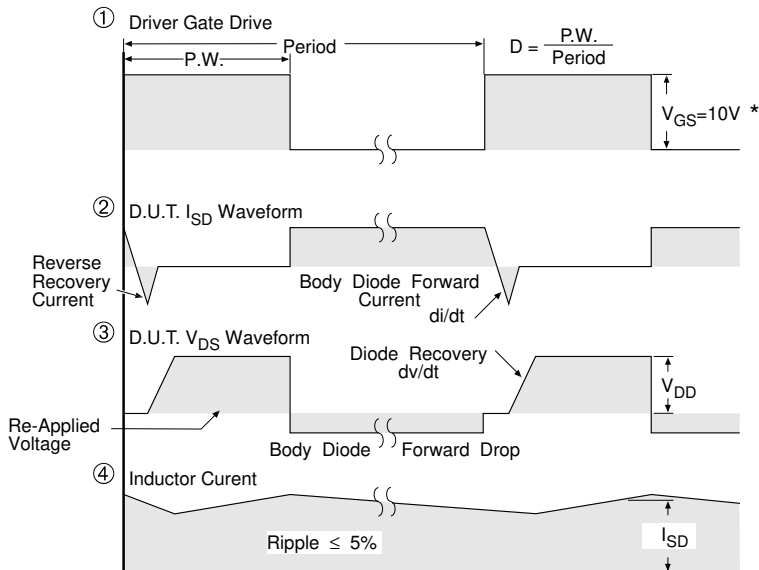 ① Driver Gate Drive
Period
P.W.
D = P.W. / Period
V_GS=10V *
② D.U.T. I_SD Waveform
Reverse
Recovery
Current
Body Diode Forward
Current
di/dt
③ D.U.T. V_DS Waveform
Diode Recovery
dv/dt
V_DD
Re-Applied
Voltage
Body Diode Forward Drop
④ Inductor Curent
Ripple ≤ 5%
I_SD